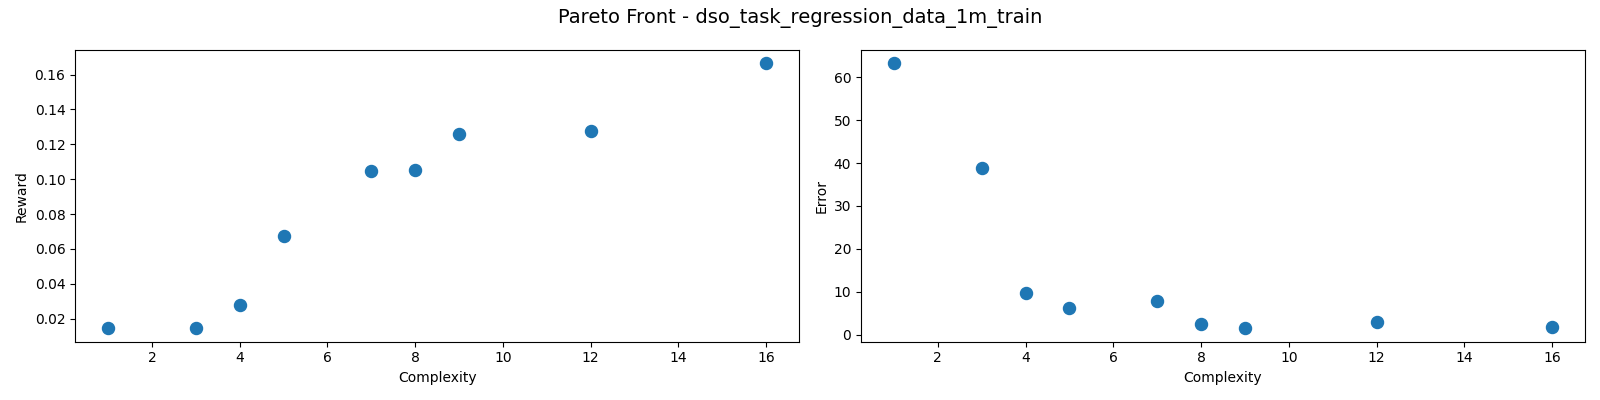 Pareto Front - dso_task_regression_data_1m_train
Reward
0.16
0.14
0.12
0.10
0.08
0.06
0.04
0.02
2 4 6 8 10 12 14 16
Complexity
Error
60
50
40
30
20
10
0
2 4 6 8 10 12 14 16
Complexity